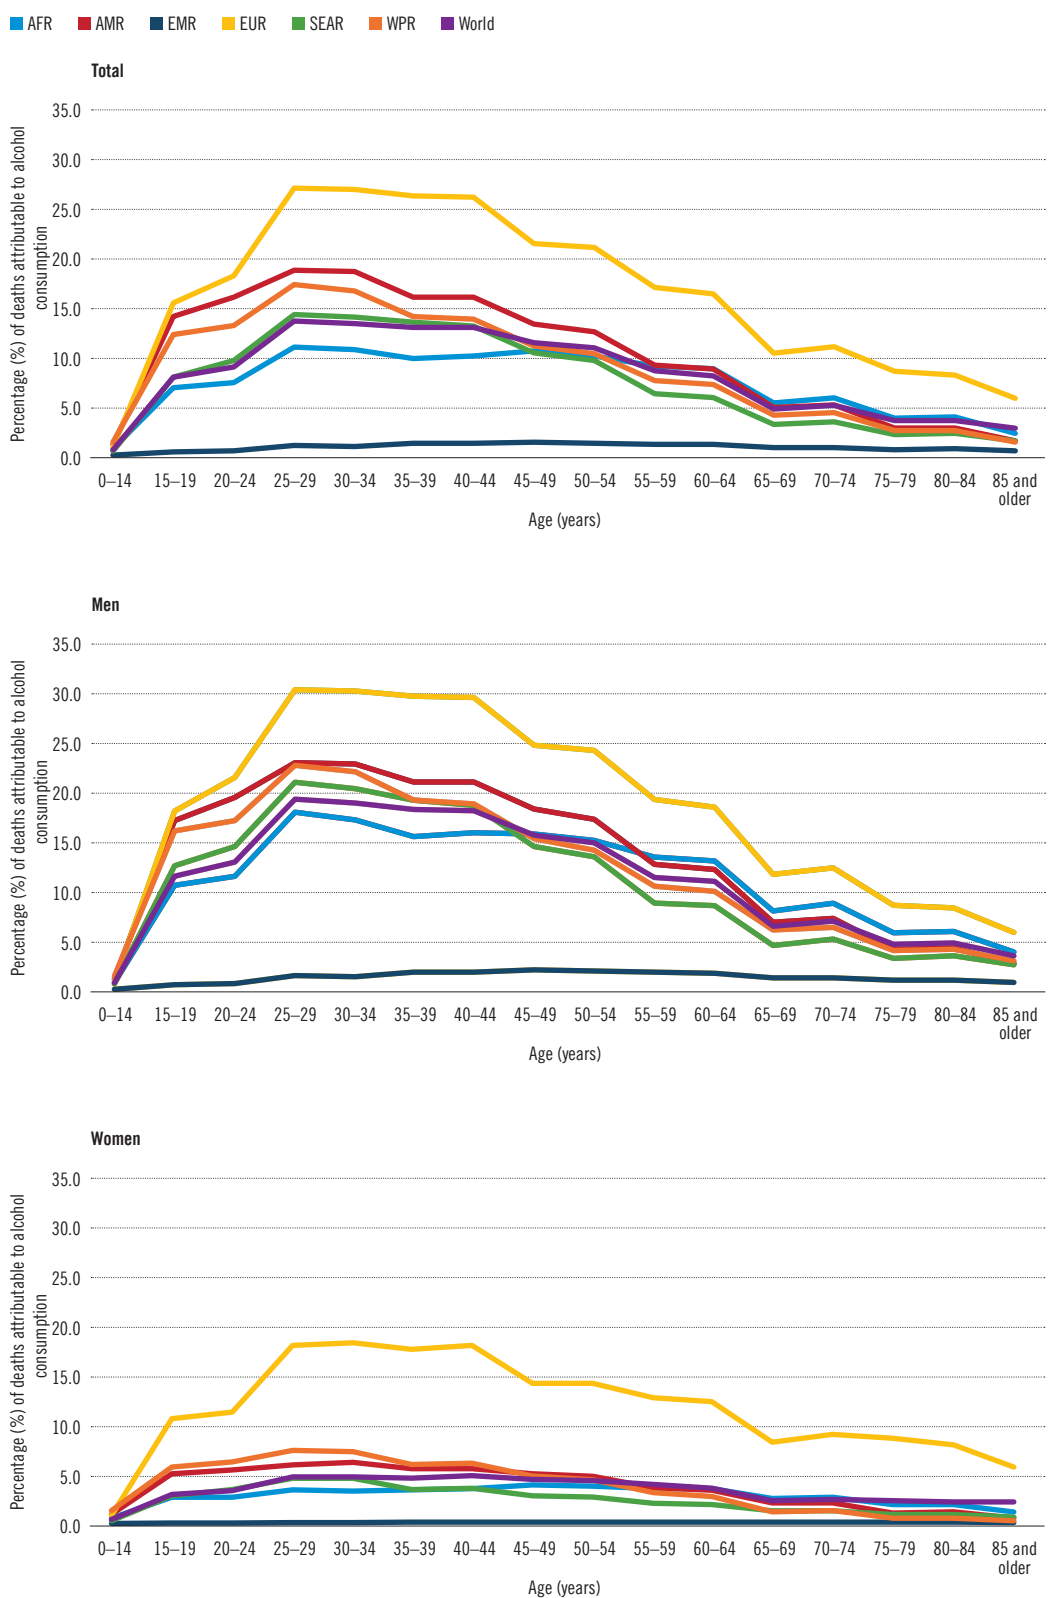 AFR AMR EMR EUR SEAR WPR World
Total
Percentage (%) of deaths attributable to alcohol
consumption
35.0
30.0
25.0
20.0
15.0
10.0
5.0
0.0
0–14 15–19 20–24 25–29 30–34 35–39 40–44 45–49 50–54 55–59 60–64 65–69 70–74 75–79 80–84 85 and
older
Age (years)
Men
Percentage (%) of deaths attributable to alcohol
consumption
35.0
30.0
25.0
20.0
15.0
10.0
5.0
0.0
0–14 15–19 20–24 25–29 30–34 35–39 40–44 45–49 50–54 55–59 60–64 65–69 70–74 75–79 80–84 85 and
older
Age (years)
Women
Percentage (%) of deaths attributable to alcohol
consumption
35.0
30.0
25.0
20.0
15.0
10.0
5.0
0.0
0–14 15–19 20–24 25–29 30–34 35–39 40–44 45–49 50–54 55–59 60–64 65–69 70–74 75–79 80–84 85 and
older
Age (years)